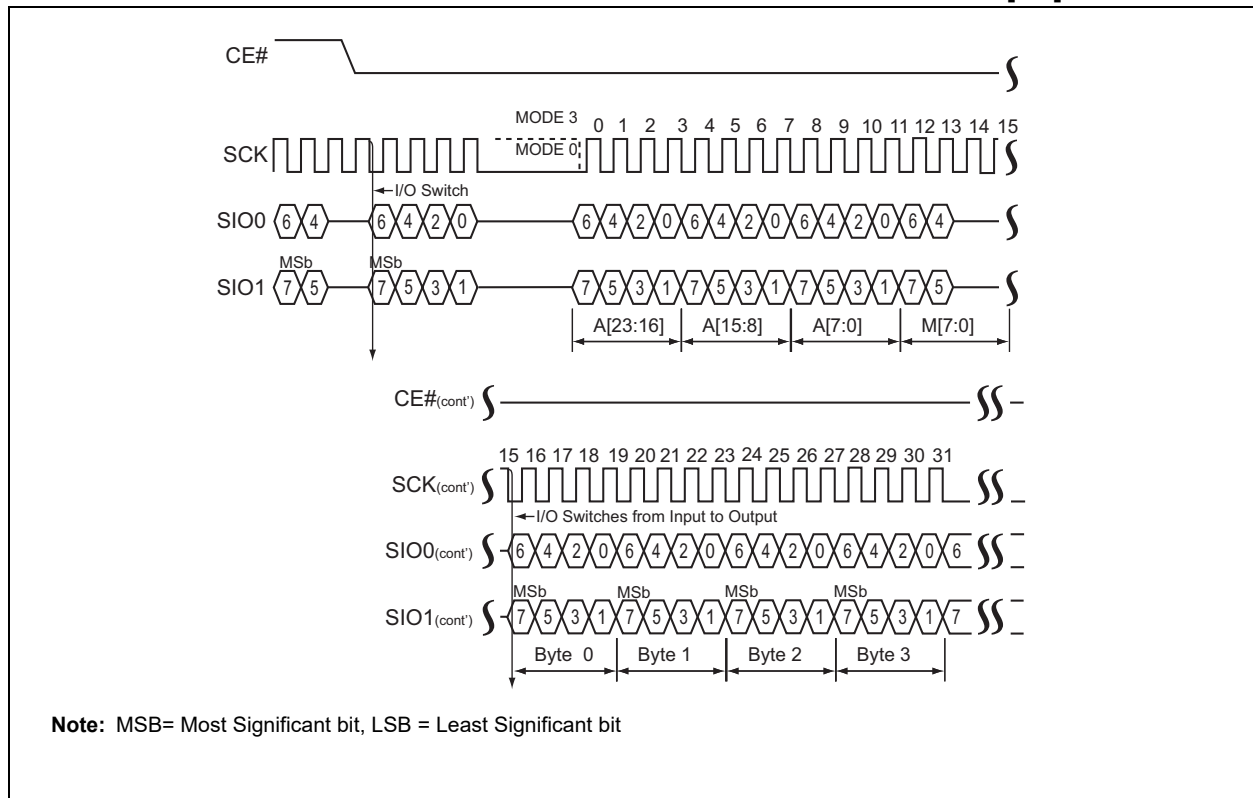 CE#
MODE 3
0 1 2 3 4 5 6 7 8 9 10 11 12 13 14 15
SCK
MODE 0
I/O Switch
SIO0 6 4 6 4 2 0 6 4 2 0 6 4 2 0 6 4 2 0 6 4
MSb MSb
SIO1 7 5 7 5 3 1 7 5 3 1 7 5 3 1 7 5 3 1 7 5
A[23:16] A[15:8] A[7:0] M[7:0]
CE#(cont')
15 16 17 18 19 20 21 22 23 24 25 26 27 28 29 30 31
SCK(cont')
I/O Switches from Input to Output
SIO0(cont') 6 4 2 0 6 4 2 0 6 4 2 0 6 4 2 0 6
MSb MSb MSb MSb
SIO1(cont') 7 5 3 1 7 5 3 1 7 5 3 1 7 5 3 1 7
Byte 0 Byte 1 Byte 2 Byte 3
Note: MSB= Most Significant bit, LSB = Least Significant bit